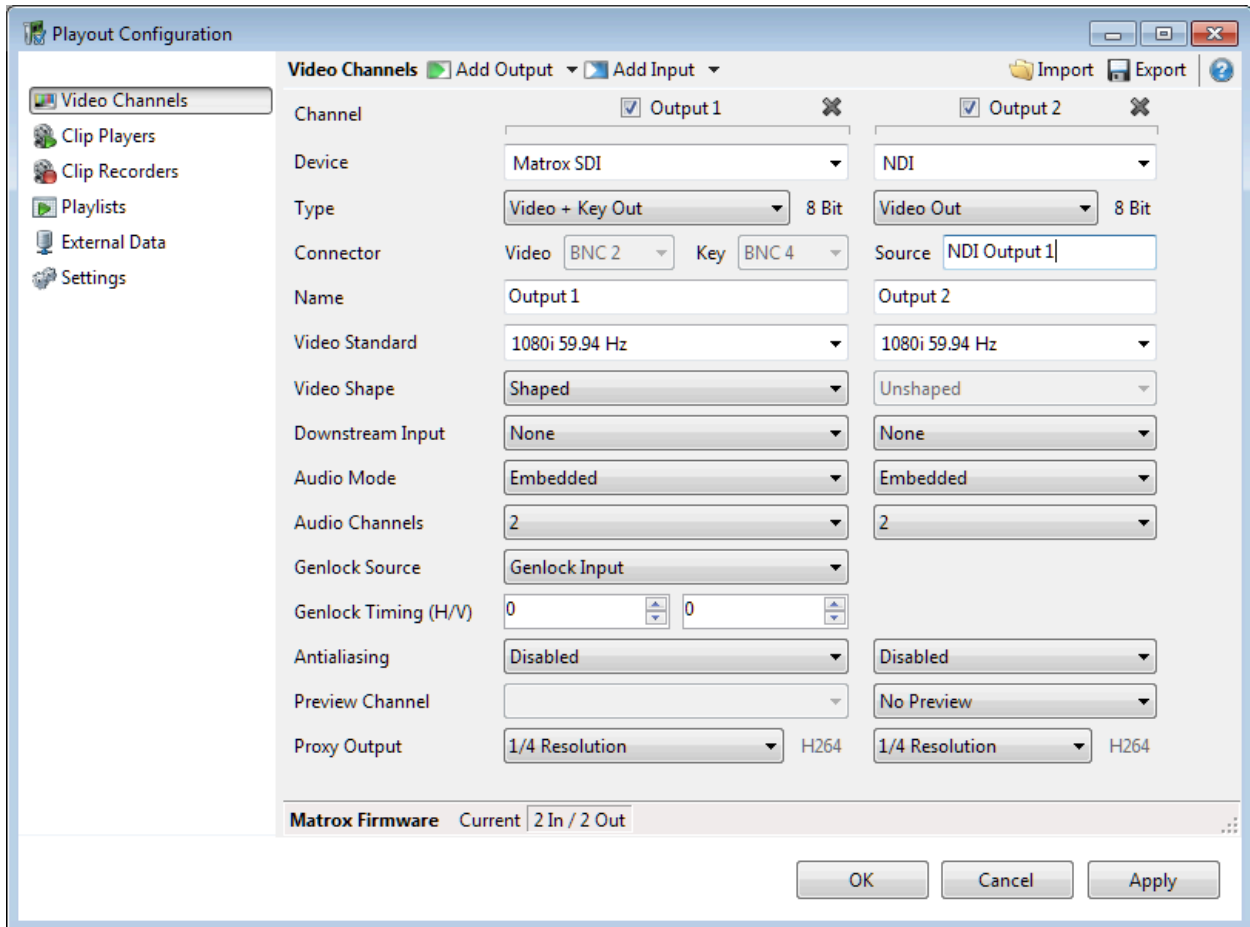 Playout Configuration
Video Channels Add Output Add Input Import Export
Video Channels
Clip Players
Clip Recorders
Playlists
External Data
Settings
Channel Output 1 Output 2
Device Matrox SDI NDI
Type Video + Key Out 8 Bit Video Out 8 Bit
Connector Video BNC 2 Key BNC 4 Source NDI Output 1
Name Output 1 Output 2
Video Standard 1080i 59.94 Hz 1080i 59.94 Hz
Video Shape Shaped Unshaped
Downstream Input None None
Audio Mode Embedded Embedded
Audio Channels 2 2
Genlock Source Genlock Input
Genlock Timing (H/V) 0 0
Antialiasing Disabled Disabled
Preview Channel No Preview
Proxy Output 1/4 Resolution H264 1/4 Resolution H264
Matrox Firmware Current 2 In / 2 Out
OK Cancel Apply